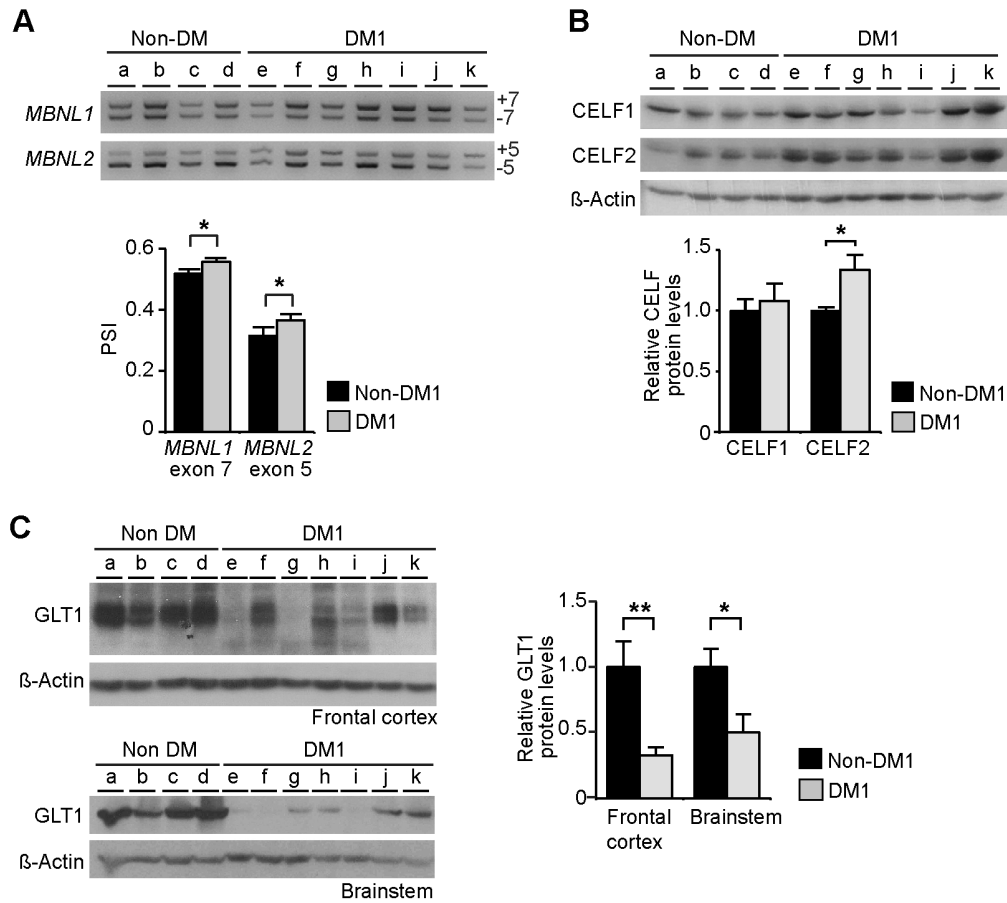 A
Non-DM DM1
a b c d e f g h i j k
MBNL1 +7
-7
MBNL2 +5
-5
*
*
0.6
0.4
0.2
0
PSI
MBNL1
exon 7
MBNL2
exon 5
Non-DM1
DM1
B
Non-DM DM1
a b c d e f g h i j k
CELF1
CELF2
ß-Actin
*
1.5
1.0
0.5
0
Relative CELF
protein levels
CELF1 CELF2
Non-DM1
DM1
C
Non DM DM1
a b c d e f g h i j k
GLT1
ß-Actin
Frontal cortex
Non DM DM1
a b c d e f g h i j k
GLT1
ß-Actin
Brainstem
** *
1.5
1.0
0.5
0
Relative GLT1
protein levels
Frontal
cortex
Brainstem
Non-DM1
DM1